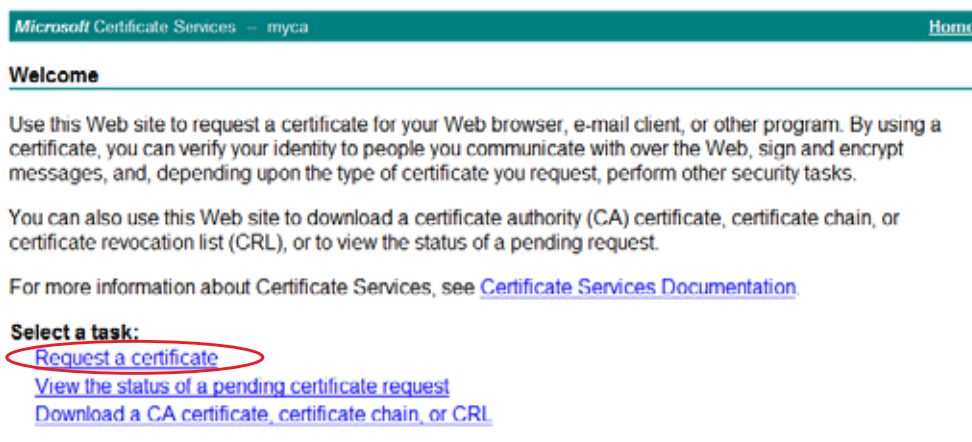 Microsoft Certificate Services -- myca Home
Welcome
Use this Web site to request a certificate for your Web browser, e-mail client, or other program. By using a
certificate, you can verify your identity to people you communicate with over the Web, sign and encrypt
messages, and, depending upon the type of certificate you request, perform other security tasks.
You can also use this Web site to download a certificate authority (CA) certificate, certificate chain, or
certificate revocation list (CRL), or to view the status of a pending request.
For more information about Certificate Services, see Certificate Services Documentation.
Select a task:
Request a certificate
View the status of a pending certificate request
Download a CA certificate, certificate chain, or CRL